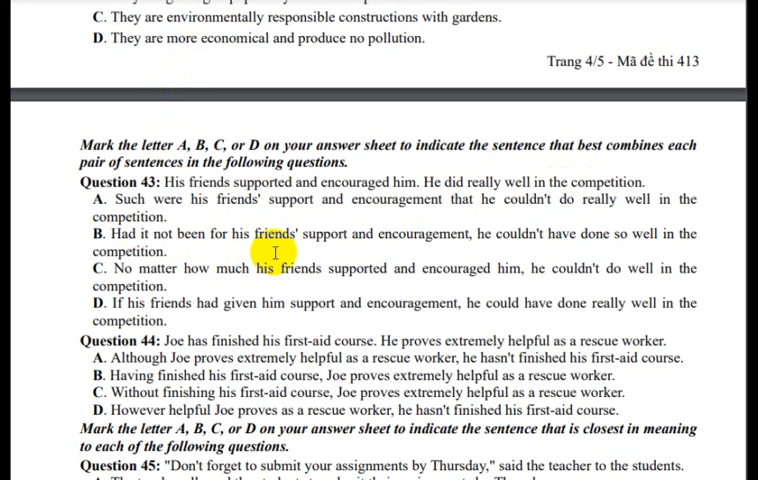 C. They are environmentally responsible constructions with gardens.
D. They are more economical and produce no pollution.
Trang 4/5 - Mã đề thi 413
Mark the letter A, B, C, or D on your answer sheet to indicate the sentence that best combines each
pair of sentences in the following questions.
Question 43: His friends supported and encouraged him. He did really well in the competition.
A. Such were his friends' support and encouragement that he couldn't do really well in the
competition.
B. Had it not been for his friends' support and encouragement, he couldn't have done so well in the
competition.
C. No matter how much his friends supported and encouraged him, he couldn't do well in the
competition.
D. If his friends had given him support and encouragement, he could have done really well in the
competition.
Question 44: Joe has finished his first-aid course. He proves extremely helpful as a rescue worker.
A. Although Joe proves extremely helpful as a rescue worker, he hasn't finished his first-aid course.
B. Having finished his first-aid course, Joe proves extremely helpful as a rescue worker.
C. Without finishing his first-aid course, Joe proves extremely helpful as a rescue worker.
D. However helpful Joe proves as a rescue worker, he hasn't finished his first-aid course.
Mark the letter A, B, C, or D on your answer sheet to indicate the sentence that is closest in meaning
to each of the following questions.
Question 45: "Don't forget to submit your assignments by Thursday," said the teacher to the students.